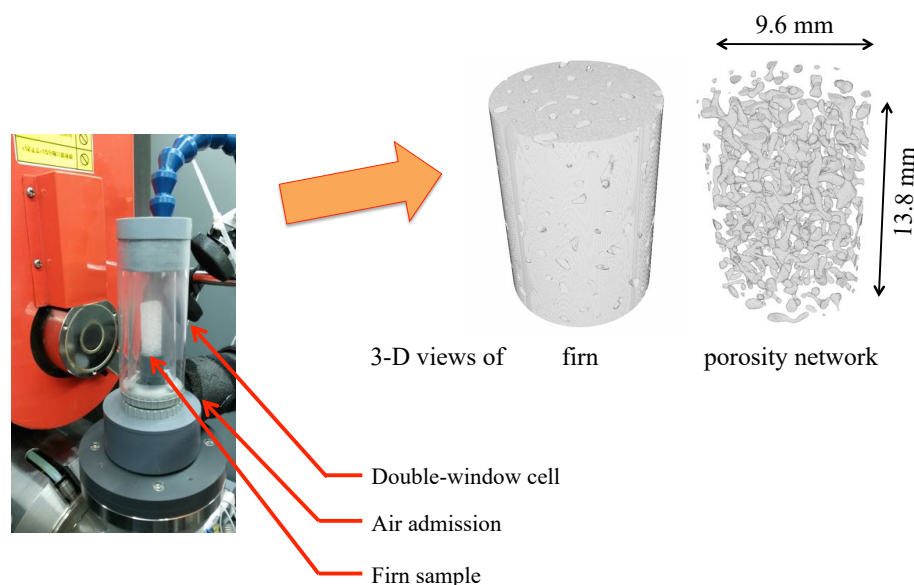 9.6 mm
13.8 mm
3-D views of firn porosity network
Double-window cell
Air admission
Firn sample